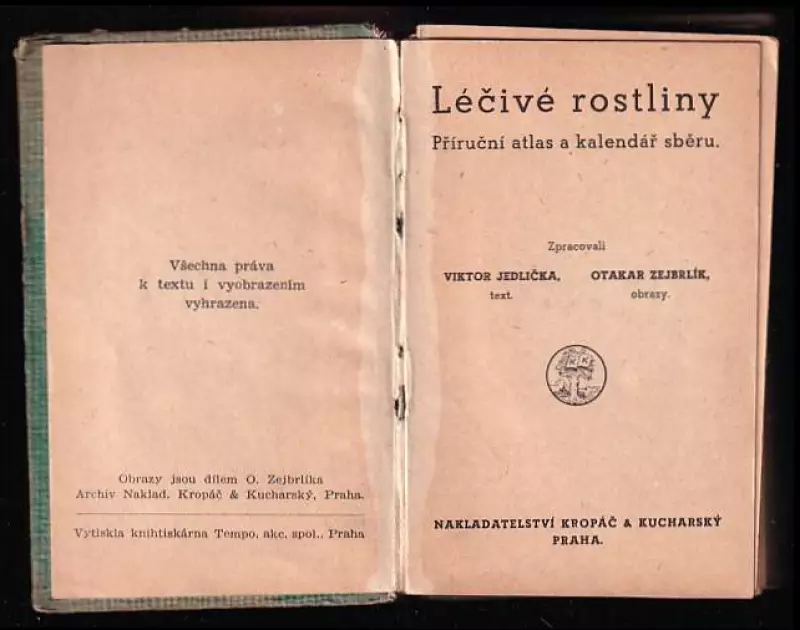 Všechna práva
k textu i vyobrazením
vyhrazena.
Obrazy jsou dílem O. Zejbrlíka
Archiv Naklad. Kropáč & Kucharský, Praha.
Vytiskla knihtiskárna Tempo, akc. spol., Praha
Léčivé rostliny
Příruční atlas a kalendář sběru.
Zpracovali
VIKTOR JEDLIČKA, OTAKAR ZEJBRLÍK,
text. obrazy.
K K
NAKLADATELSTVÍ KROPÁČ & KUCHARSKÝ
PRAHA.